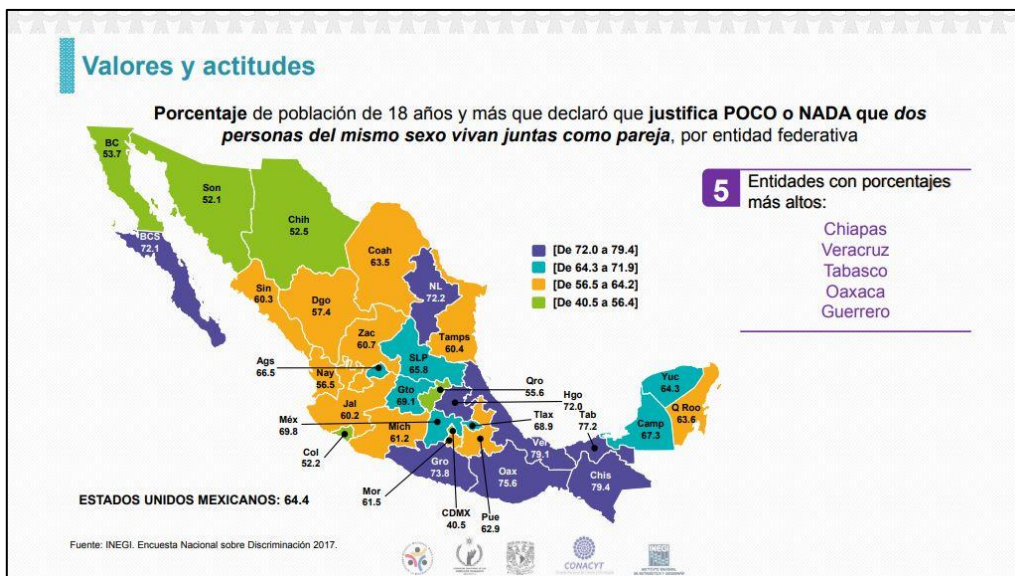 Valores y actitudes
Porcentaje de población de 18 años y más que declaró que justifica POCO o NADA que dos
personas del mismo sexo vivan juntas como pareja, por entidad federativa
5
Entidades con porcentajes
más altos:
Chiapas
Veracruz
Tabasco
Oaxaca
Guerrero
[De 72.0 a 79.4]
[De 64.3 a 71.9]
[De 56.5 a 64.2]
[De 40.5 a 56.4]
BC
53.7
Son
52.1
Chih
52.5
BCS
72.1
Coah
63.5
NL
72.2
Sin
60.3
Dgo
57.4
Zac
60.7
Tamps
60.4
Ags
66.5
SLP
65.8
Nay
56.5
Gto
69.1
Qro
55.6
Hgo
72.0
Yuc
64.3
Q Roo
63.6
Jal
60.2
Méx
69.8
Mich
61.2
Tlax
68.9
Tab
77.2
Camp
67.3
Col
52.2
Ver
79.1
Gro
73.8
Oax
75.6
Chis
79.4
Mor
61.5
CDMX
40.5
Pue
62.9
ESTADOS UNIDOS MEXICANOS: 64.4
Fuente: INEGI. Encuesta Nacional sobre Discriminación 2017.
CONACYT